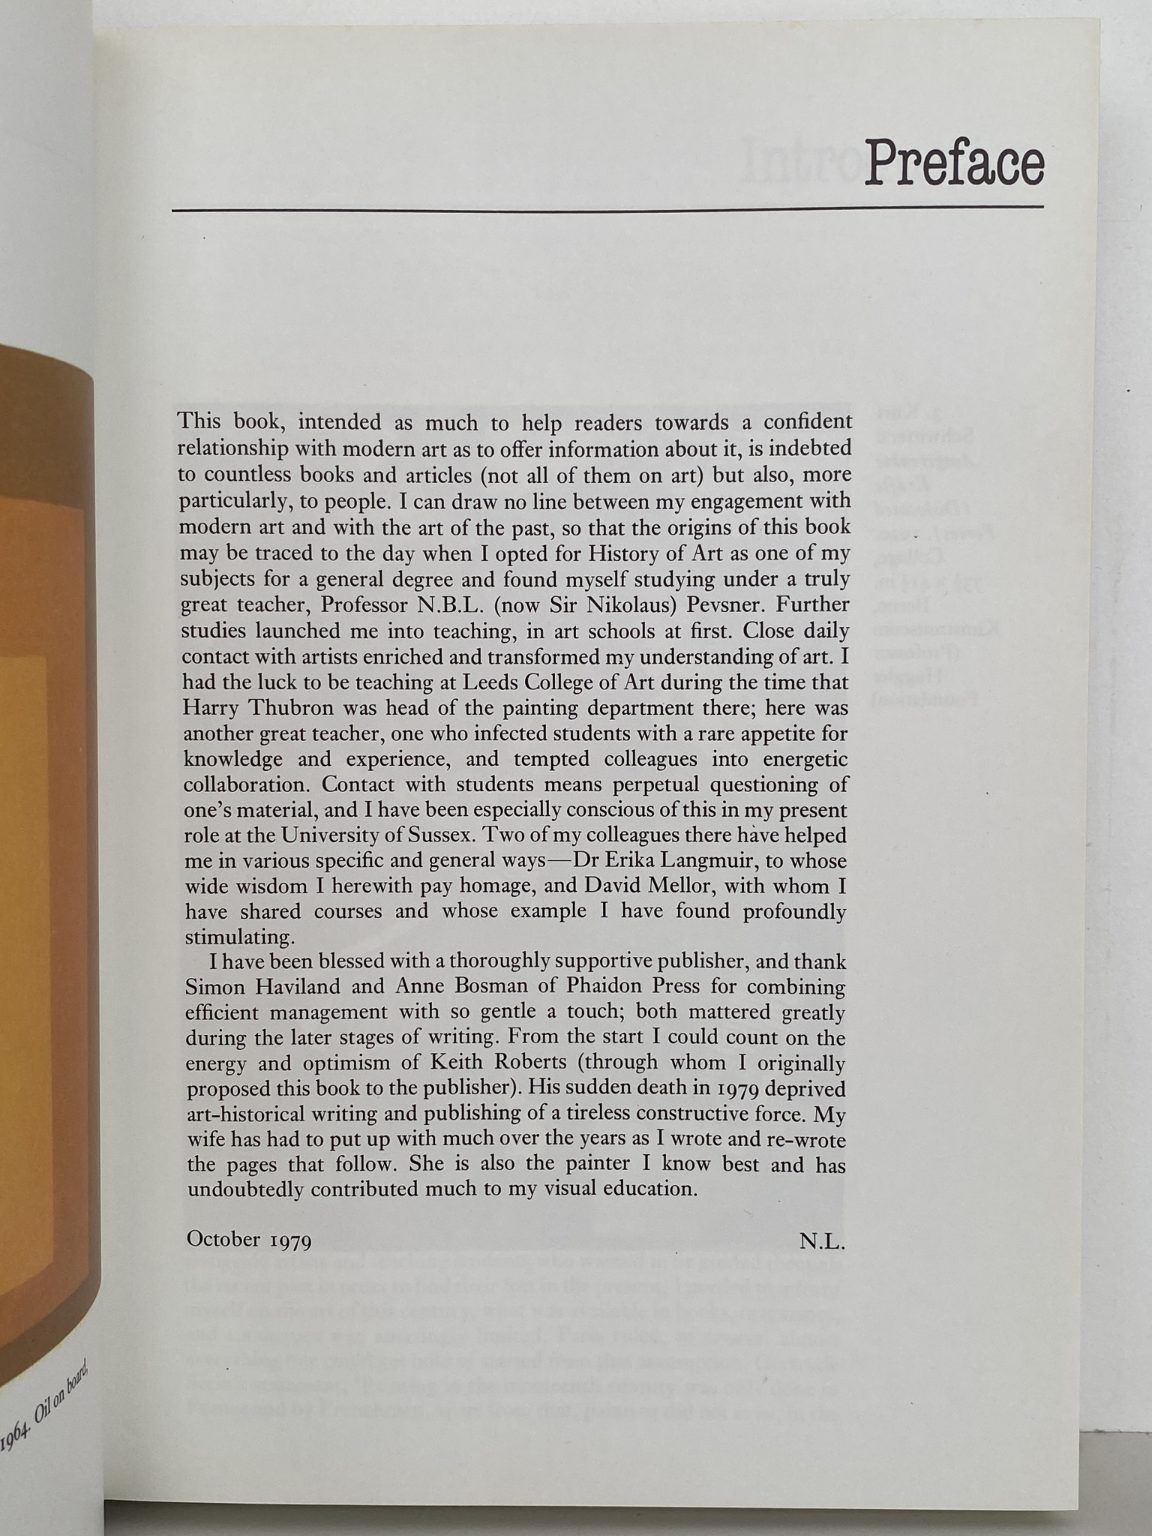 Preface
This book, intended as much to help readers towards a confident
relationship with modern art as to offer information about it, is indebted
to countless books and articles (not all of them on art) but also, more
particularly, to people. I can draw no line between my engagement with
modern art and with the art of the past, so that the origins of this book
may be traced to the day when I opted for History of Art as one of my
subjects for a general degree and found myself studying under a truly
great teacher, Professor N.B.L. (now Sir Nikolaus) Pevsner. Further
studies launched me into teaching, in art schools at first. Close daily
contact with artists enriched and transformed my understanding of art. I
had the luck to be teaching at Leeds College of Art during the time that
Harry Thubron was head of the painting department there; here was
another great teacher, one who infected students with a rare appetite for
knowledge and experience, and tempted colleagues into energetic
collaboration. Contact with students means perpetual questioning of
one's material, and I have been especially conscious of this in my present
role at the University of Sussex. Two of my colleagues there have helped
me in various specific and general ways—Dr Erika Langmuir, to whose
wide wisdom I herewith pay homage, and David Mellor, with whom I
have shared courses and whose example I have found profoundly
stimulating.
I have been blessed with a thoroughly supportive publisher, and thank
Simon Haviland and Anne Bosman of Phaidon Press for combining
efficient management with so gentle a touch; both mattered greatly
during the later stages of writing. From the start I could count on the
energy and optimism of Keith Roberts (through whom I originally
proposed this book to the publisher). His sudden death in 1979 deprived
art-historical writing and publishing of a tireless constructive force. My
wife has had to put up with much over the years as I wrote and re-wrote
the pages that follow. She is also the painter I know best and has
undoubtedly contributed much to my visual education.
October 1979 N.L.
1964. Oil on board,